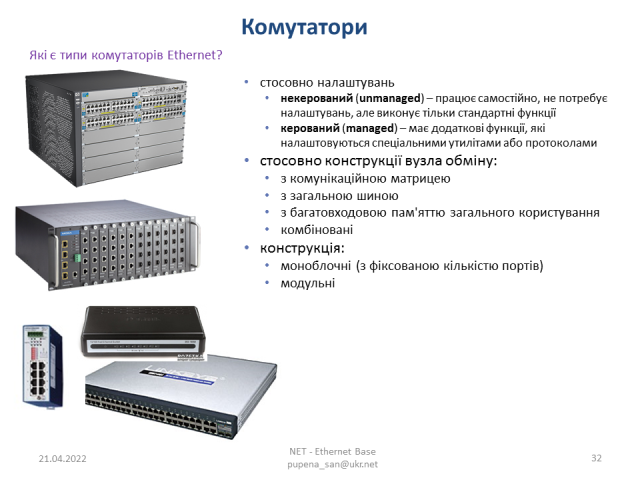 Комутатори
Які є типи комутаторів Ethernet?
• стосовно налаштувань
• некерований (unmanaged) – працює самостійно, не потребує
налаштувань, але виконує тільки стандартні функції
• керований (managed) – має додаткові функції, які
налаштовуються спеціальними утилітами або протоколами
• стосовно конструкції вузла обміну:
• з комунікаційною матрицею
• з загальною шиною
• з багатовходовою пам'яттю загального користування
• комбіновані
• конструкція:
• моноблочні (з фіксованою кількістю портів)
• модульні
21.04.2022
NET - Ethernet Base
pupena_san@ukr.net
32